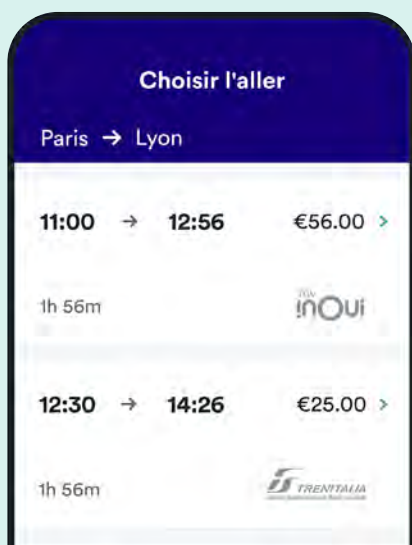 Choisir l'aller
Paris → Lyon
11:00 → 12:56 €56.00 >
1h 56m TGV inOui
12:30 → 14:26 €25.00 >
1h 56m TRENITALIA